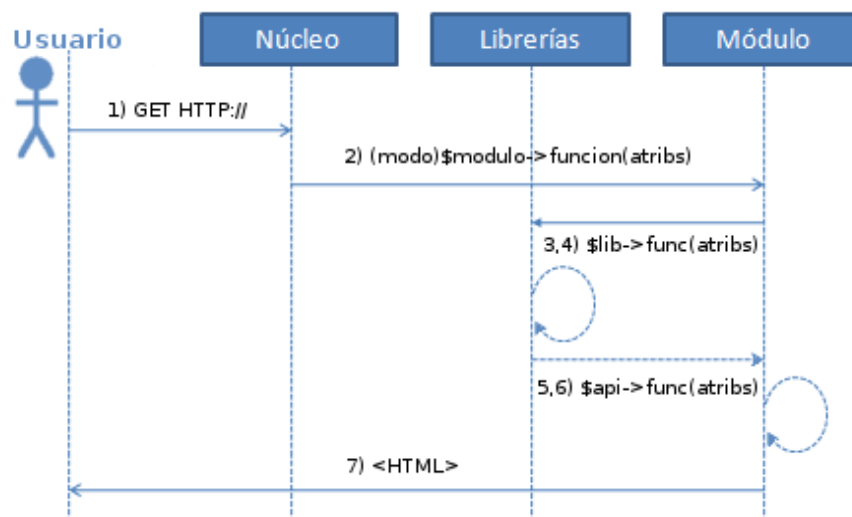 Usuario
Núcleo
Librerías
Módulo
1) GET HTTP://
2) (modo)$modulo->funcion(atribs)
3,4) $lib->func(atribs)
5,6) $api->func(atribs)
7) <HTML>